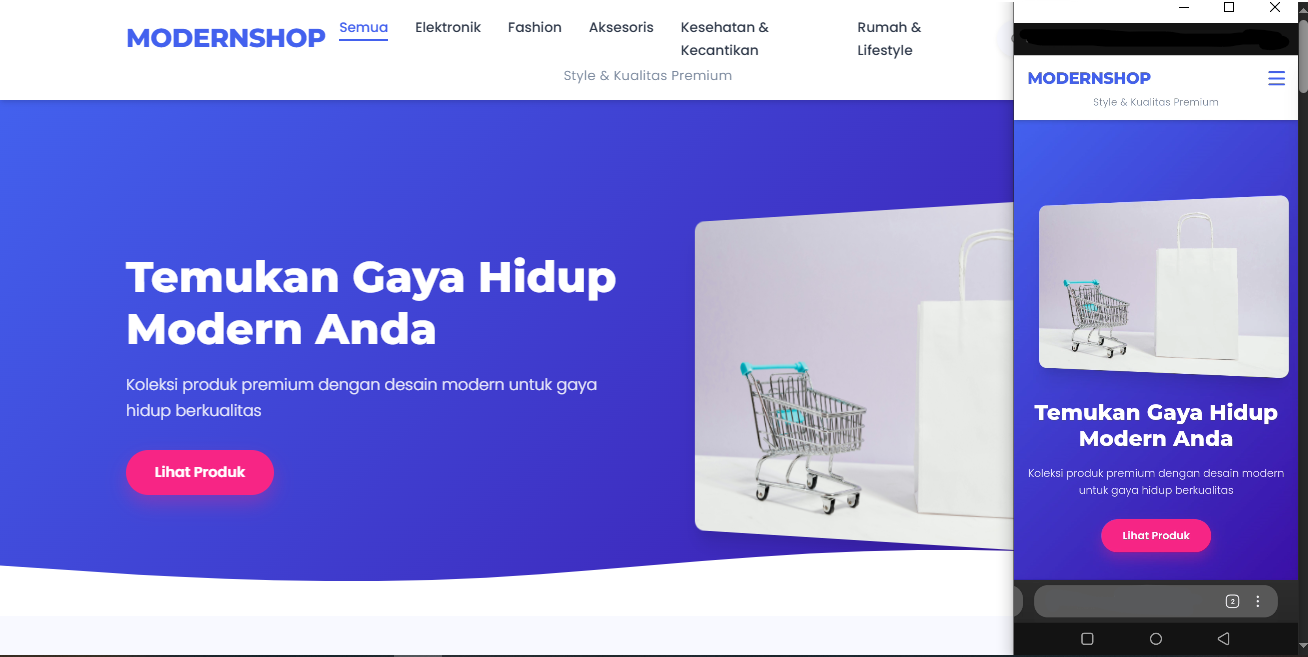 MODERNSHOP
Semua
Elektronik
Fashion
Aksesoris
Kesehatan &
Kecantikan
Rumah &
Lifestyle
Style & Kualitas Premium
Temukan Gaya Hidup
Modern Anda
Koleksi produk premium dengan desain modern untuk gaya
hidup berkualitas
Lihat Produk
MODERNSHOP
Style & Kualitas Premium
Temukan Gaya Hidup
Modern Anda
Koleksi produk premium dengan desain modern
untuk gaya hidup berkualitas
Lihat Produk
2